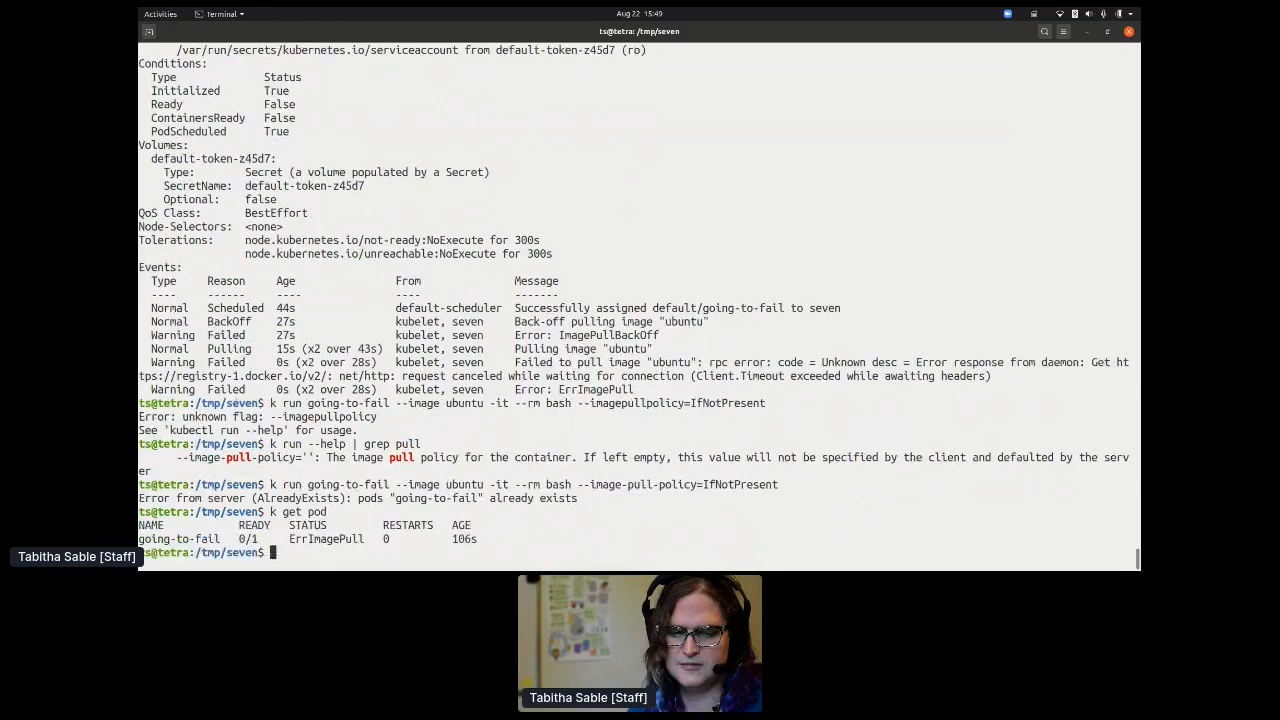 Activities Terminal Aug 22 15:49
ts@tetra: /tmp/seven
/var/run/secrets/kubernetes.io/serviceaccount from default-token-z45d7 (ro)
Conditions:
Type Status
Initialized True
Ready False
ContainersReady False
PodScheduled True
Volumes:
default-token-z45d7:
Type: Secret (a volume populated by a Secret)
SecretName: default-token-z45d7
Optional: false
QoS Class: BestEffort
Node-Selectors: <none>
Tolerations: node.kubernetes.io/not-ready:NoExecute for 300s
node.kubernetes.io/unreachable:NoExecute for 300s
Events:
Type Reason Age From Message
---- ------ ---- ---- -------
Normal Scheduled 44s default-scheduler Successfully assigned default/going-to-fail to seven
Normal BackOff 27s kubelet, seven Back-off pulling image "ubuntu"
Warning Failed 27s kubelet, seven Error: ImagePullBackOff
Normal Pulling 15s (x2 over 43s) kubelet, seven Pulling image "ubuntu"
Warning Failed 0s (x2 over 28s) kubelet, seven Failed to pull image "ubuntu": rpc error: code = Unknown desc = Error response from daemon: Get ht
tps://registry-1.docker.io/v2/: net/http: request canceled while waiting for connection (Client.Timeout exceeded while awaiting headers)
Warning Failed 0s (x2 over 28s) kubelet, seven Error: ErrImagePull
ts@tetra:/tmp/seven$ k run going-to-fail --image ubuntu -it --rm bash --imagepullpolicy=IfNotPresent
Error: unknown flag: --imagepullpolicy
See 'kubectl run --help' for usage.
ts@tetra:/tmp/seven$ k run --help | grep pull
--image-pull-policy='': The image pull policy for the container. If left empty, this value will not be specified by the client and defaulted by the serv
er
ts@tetra:/tmp/seven$ k run going-to-fail --image ubuntu -it --rm bash --image-pull-policy=IfNotPresent
Error from server (AlreadyExists): pods "going-to-fail" already exists
ts@tetra:/tmp/seven$ k get pod
NAME READY STATUS RESTARTS AGE
going-to-fail 0/1 ErrImagePull 0 106s
ts@tetra:/tmp/seven$
Tabitha Sable [Staff]
Tabitha Sable [Staff]